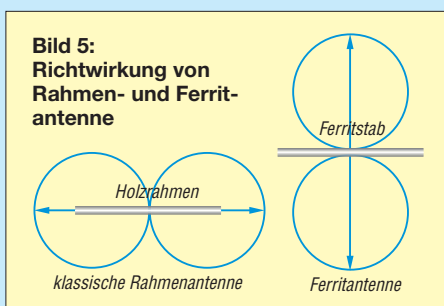 Bild 5:
Richtwirkung von
Rahmen- und Ferrit-
antenne
Holzrahmen
klassische Rahmenantenne
Ferritstab
Ferritantenne